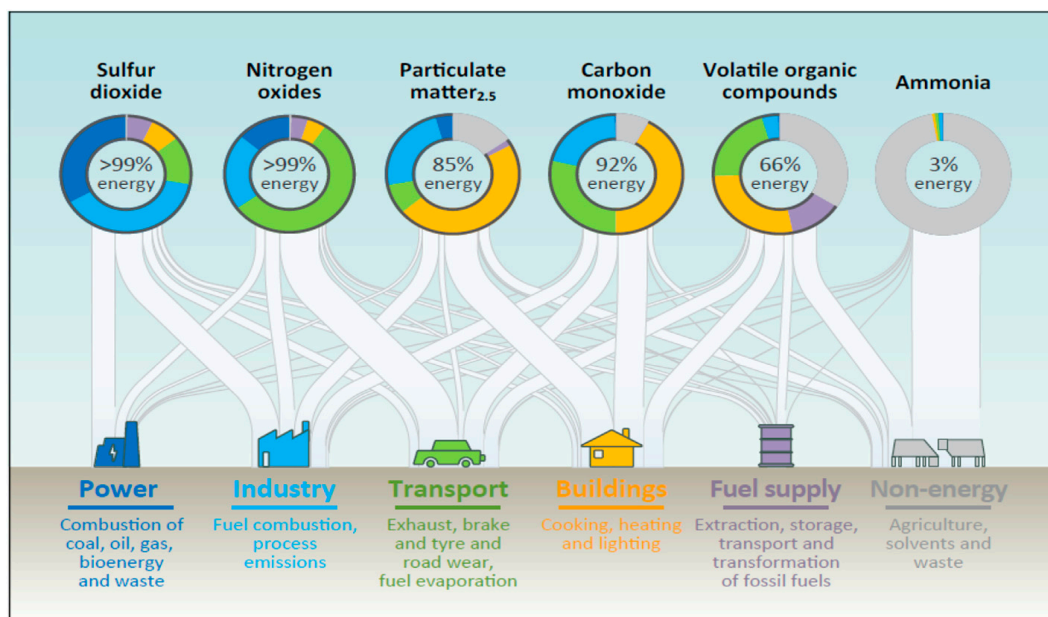 Sulfur
dioxide
Nitrogen
oxides
Particulate
matter₂.₅
Carbon
monoxide
Volatile organic
compounds
Ammonia
>99%
energy
>99%
energy
85%
energy
92%
energy
66%
energy
3%
energy
Power
Combustion of
coal, oil, gas,
bioenergy
and waste
Industry
Fuel combustion,
process
emissions
Transport
Exhaust, brake
and tyre and
road wear,
fuel evaporation
Buildings
Cooking, heating
and lighting
Fuel supply
Extraction, storage,
transport and
transformation
of fossil fuels
Non-energy
Agriculture,
solvents and
waste